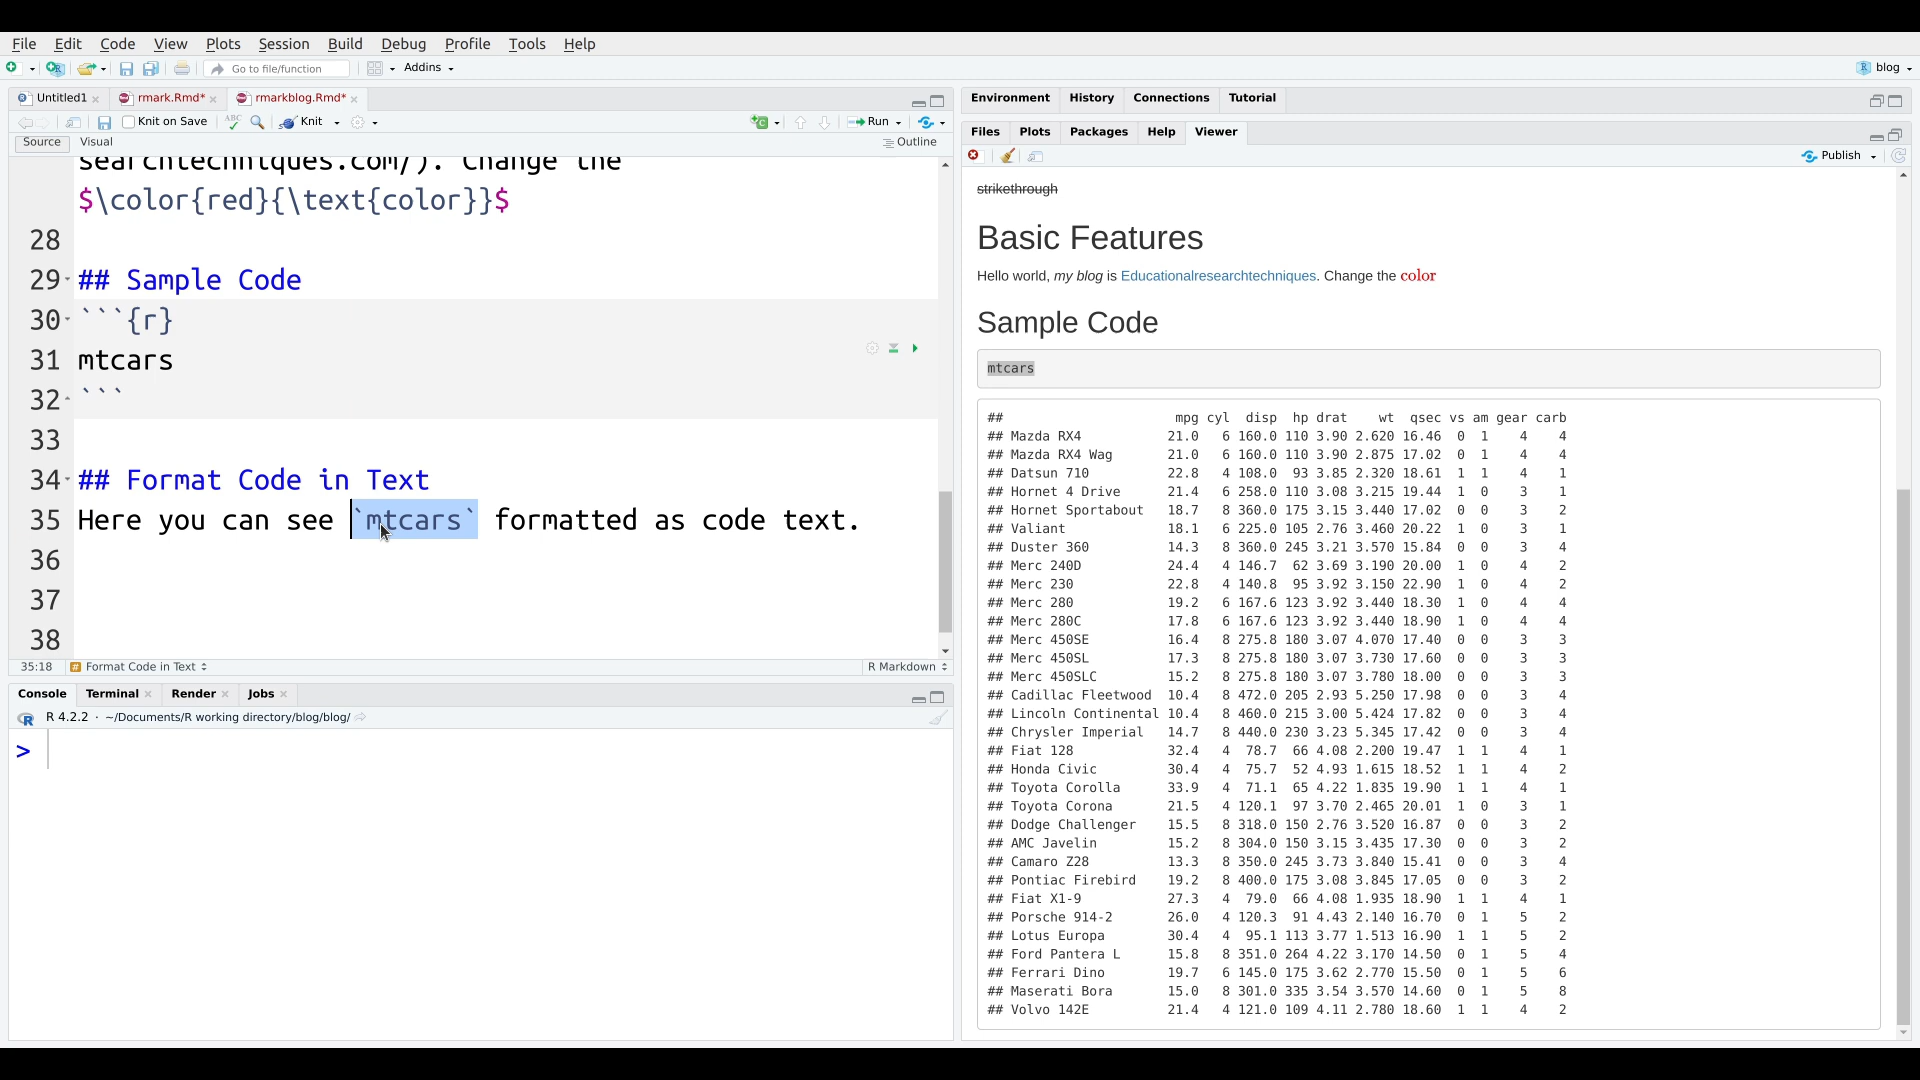 File Edit Code View Plots Session Build Debug Profile Tools Help
Go to file/function Addins blog
Untitled1 rmark.Rmd* rmarkblog.Rmd*
Knit on Save ABC Knit Run
Source Visual Outline
searchtechniques.com/). Change the
$\color{red}{\text{color}}$
28
29 ## Sample Code
30 ```{r}
31 mtcars
32 ```
33
34 ## Format Code in Text
35 Here you can see `mtcars` formatted as code text.
36
37
38
35:18 # Format Code in Text R Markdown
Console Terminal Render Jobs
R 4.2.2 · ~/Documents/R working directory/blog/blog/
>
Environment History Connections Tutorial
Files Plots Packages Help Viewer
Publish
strikethrough
Basic Features
Hello world, my blog is Educationalresearchtechniques. Change the color
Sample Code
mtcars
## mpg cyl disp hp drat wt qsec vs am gear carb
## Mazda RX4 21.0 6 160.0 110 3.90 2.620 16.46 0 1 4 4
## Mazda RX4 Wag 21.0 6 160.0 110 3.90 2.875 17.02 0 1 4 4
## Datsun 710 22.8 4 108.0 93 3.85 2.320 18.61 1 1 4 1
## Hornet 4 Drive 21.4 6 258.0 110 3.08 3.215 19.44 1 0 3 1
## Hornet Sportabout 18.7 8 360.0 175 3.15 3.440 17.02 0 0 3 2
## Valiant 18.1 6 225.0 105 2.76 3.460 20.22 1 0 3 1
## Duster 360 14.3 8 360.0 245 3.21 3.570 15.84 0 0 3 4
## Merc 240D 24.4 4 146.7 62 3.69 3.190 20.00 1 0 4 2
## Merc 230 22.8 4 140.8 95 3.92 3.150 22.90 1 0 4 2
## Merc 280 19.2 6 167.6 123 3.92 3.440 18.30 1 0 4 4
## Merc 280C 17.8 6 167.6 123 3.92 3.440 18.90 1 0 4 4
## Merc 450SE 16.4 8 275.8 180 3.07 4.070 17.40 0 0 3 3
## Merc 450SL 17.3 8 275.8 180 3.07 3.730 17.60 0 0 3 3
## Merc 450SLC 15.2 8 275.8 180 3.07 3.780 18.00 0 0 3 3
## Cadillac Fleetwood 10.4 8 472.0 205 2.93 5.250 17.98 0 0 3 4
## Lincoln Continental 10.4 8 460.0 215 3.00 5.424 17.82 0 0 3 4
## Chrysler Imperial 14.7 8 440.0 230 3.23 5.345 17.42 0 0 3 4
## Fiat 128 32.4 4 78.7 66 4.08 2.200 19.47 1 1 4 1
## Honda Civic 30.4 4 75.7 52 4.93 1.615 18.52 1 1 4 2
## Toyota Corolla 33.9 4 71.1 65 4.22 1.835 19.90 1 1 4 1
## Toyota Corona 21.5 4 120.1 97 3.70 2.465 20.01 1 0 3 1
## Dodge Challenger 15.5 8 318.0 150 2.76 3.520 16.87 0 0 3 2
## AMC Javelin 15.2 8 304.0 150 3.15 3.435 17.30 0 0 3 2
## Camaro Z28 13.3 8 350.0 245 3.73 3.840 15.41 0 0 3 4
## Pontiac Firebird 19.2 8 400.0 175 3.08 3.845 17.05 0 0 3 2
## Fiat X1-9 27.3 4 79.0 66 4.08 1.935 18.90 1 1 4 1
## Porsche 914-2 26.0 4 120.3 91 4.43 2.140 16.70 0 1 5 2
## Lotus Europa 30.4 4 95.1 113 3.77 1.513 16.90 1 1 5 2
## Ford Pantera L 15.8 8 351.0 264 4.22 3.170 14.50 0 1 5 4
## Ferrari Dino 19.7 6 145.0 175 3.62 2.770 15.50 0 1 5 6
## Maserati Bora 15.0 8 301.0 335 3.54 3.570 14.60 0 1 5 8
## Volvo 142E 21.4 4 121.0 109 4.11 2.780 18.60 1 1 4 2